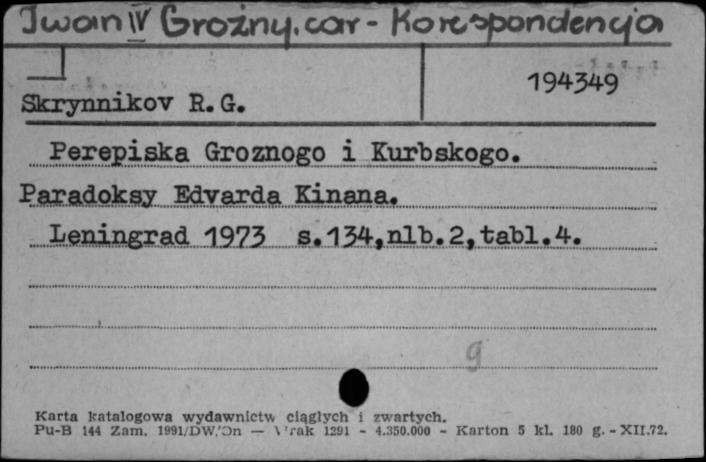 Iwan IV Groźny, car - Korespondencja
194349
Skrynnikov R.G.
Perepiska Groznogo i Kurbskogo.
Paradoksy Edvarda Kinana.
Leningrad 1973 s.134,nlb.2,tabl.4.
g
Karta katalogowa wydawnictw ciągłych i zwartych.
Pu-B 144 Zam. 1991/DW/On — 1291 - 4.350.000 - Karton 5 kl. 180 g. - XII.72.